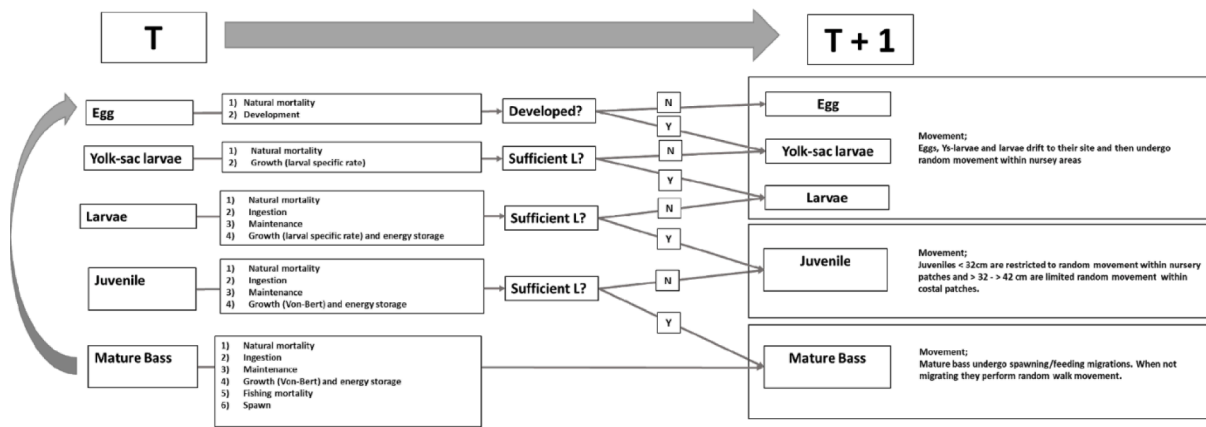 T
T + 1
Egg
1) Natural mortality
2) Development
Developed?
N
Y
Egg
Yolk-sac larvae
1) Natural mortality
2) Growth (larval specific rate)
Sufficient L?
N
Y
Yolk-sac larvae
Movement;
Eggs, Ys-larvae and larvae drift to their site and then undergo
random movement within nursey areas
Larvae
1) Natural mortality
2) Ingestion
3) Maintenance
4) Growth (larval specific rate) and energy storage
Sufficient L?
N
Y
Larvae
Juvenile
1) Natural mortality
2) Ingestion
3) Maintenance
4) Growth (Von-Bert) and energy storage
Sufficient L?
N
Y
Juvenile
Movement;
Juveniles < 32cm are restricted to random movement within nursery
patches and > 32 - > 42 cm are limited random movement within
costal patches.
Mature Bass
1) Natural mortality
2) Ingestion
3) Maintenance
4) Growth (Von-Bert) and energy storage
5) Fishing mortality
6) Spawn
Mature Bass
Movement;
Mature bass undergo spawning/feeding migrations. When not
migrating they perform random walk movement.